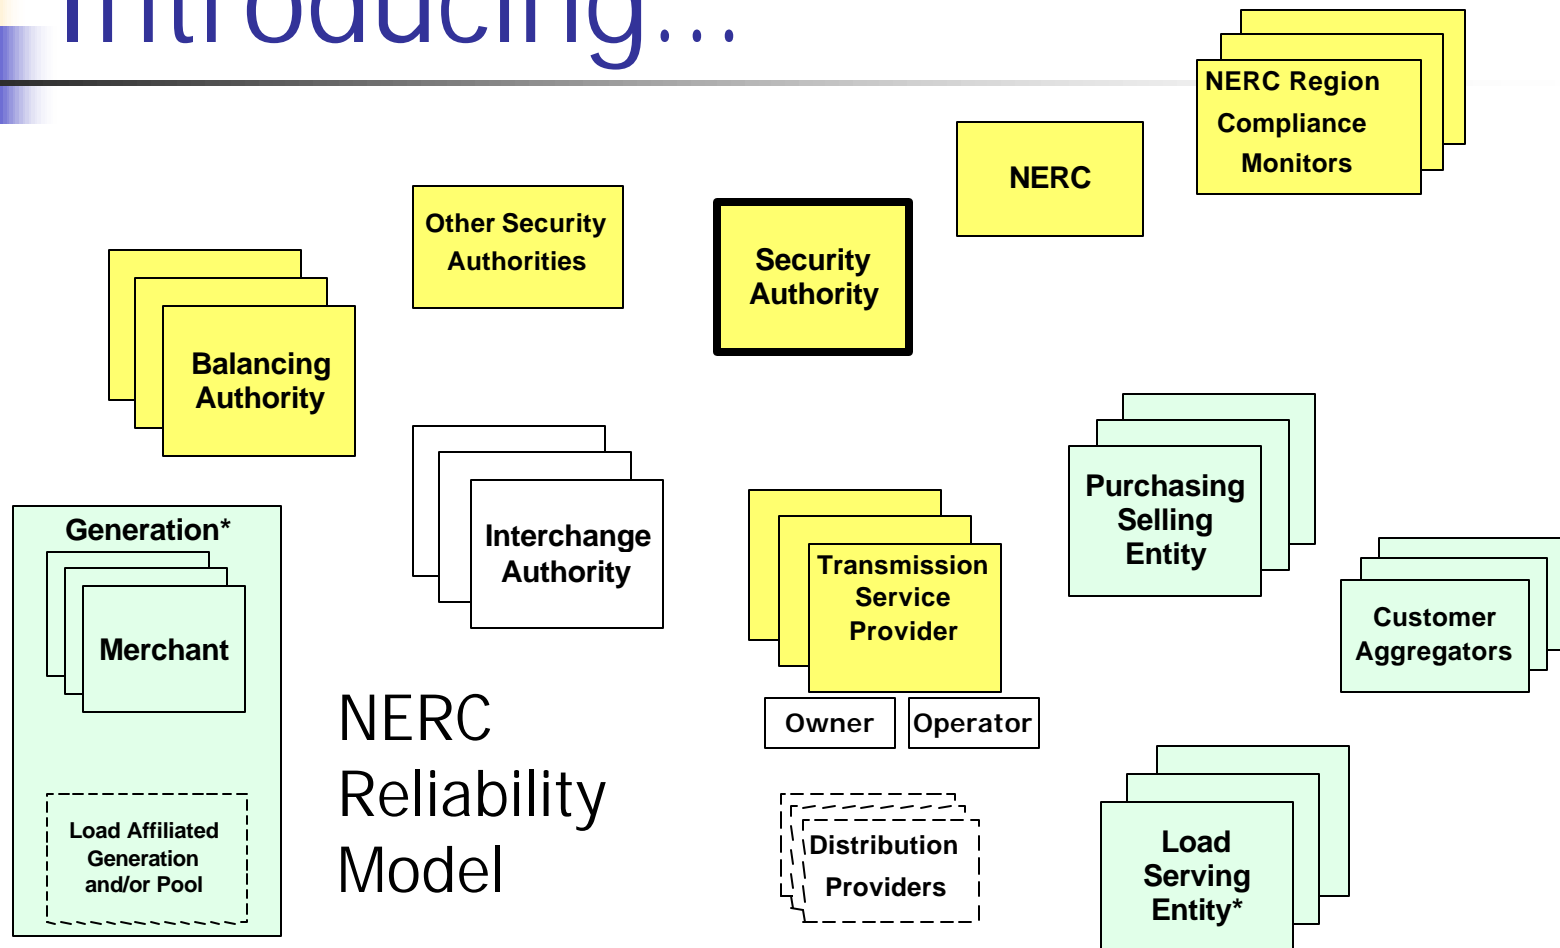 Introducing...
NERC Region
Compliance
Monitors
NERC
Other Security
Authorities
Security
Authority
Balancing
Authority
Purchasing
Selling
Entity
Generation*
Interchange
Authority
Transmission
Service
Provider
Customer
Aggregators
Merchant
NERC
Reliability
Model
Owner
Operator
Load Affiliated
Generation
and/or Pool
Distribution
Providers
Load
Serving
Entity*